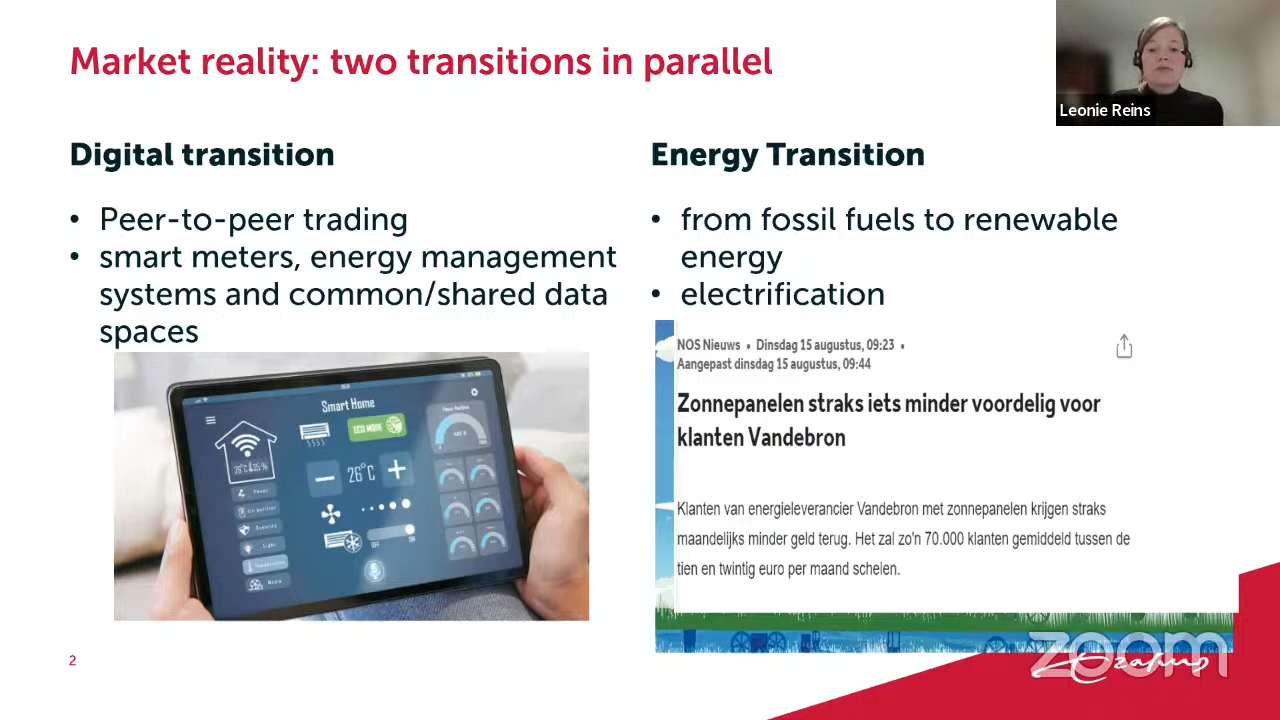 Market reality: two transitions in parallel
Leonie Reins
Digital transition
• Peer-to-peer trading
• smart meters, energy management
systems and common/shared data
spaces
Smart Home
ECO MODE
26°C
Energy Transition
• from fossil fuels to renewable
energy
• electrification
NOS Nieuws • Dinsdag 15 augustus, 09:23 •
Aangepast dinsdag 15 augustus, 09:44
Zonnepanelen straks iets minder voordelig voor
klanten Vandebron
Klanten van energieleverancier Vandebron met zonnepanelen krijgen straks
maandelijks minder geld terug. Het zal zo'n 70.000 klanten gemiddeld tussen de
tien en twintig euro per maand schelen.
2
zoom
Erasmus